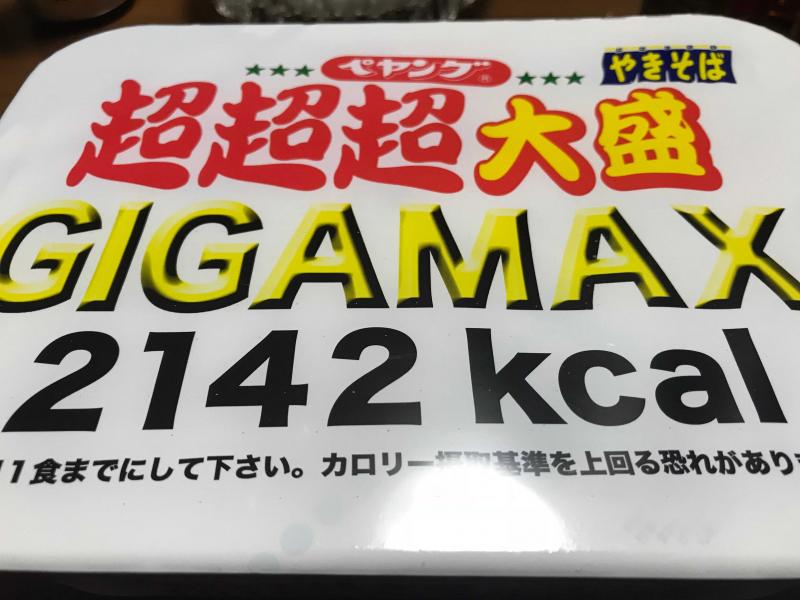 ペヤング®
やきそば
超超超大盛
GIGAMAX
2142 kcal
1食までにして下さい。カロリー摂取基準を上回る恐れがあり